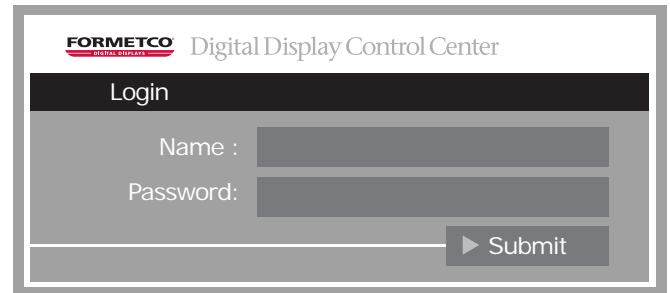 FORMETCO
DIGITAL DISPLAYS
Digital Display Control Center
Login
Name :
Password:
Submit